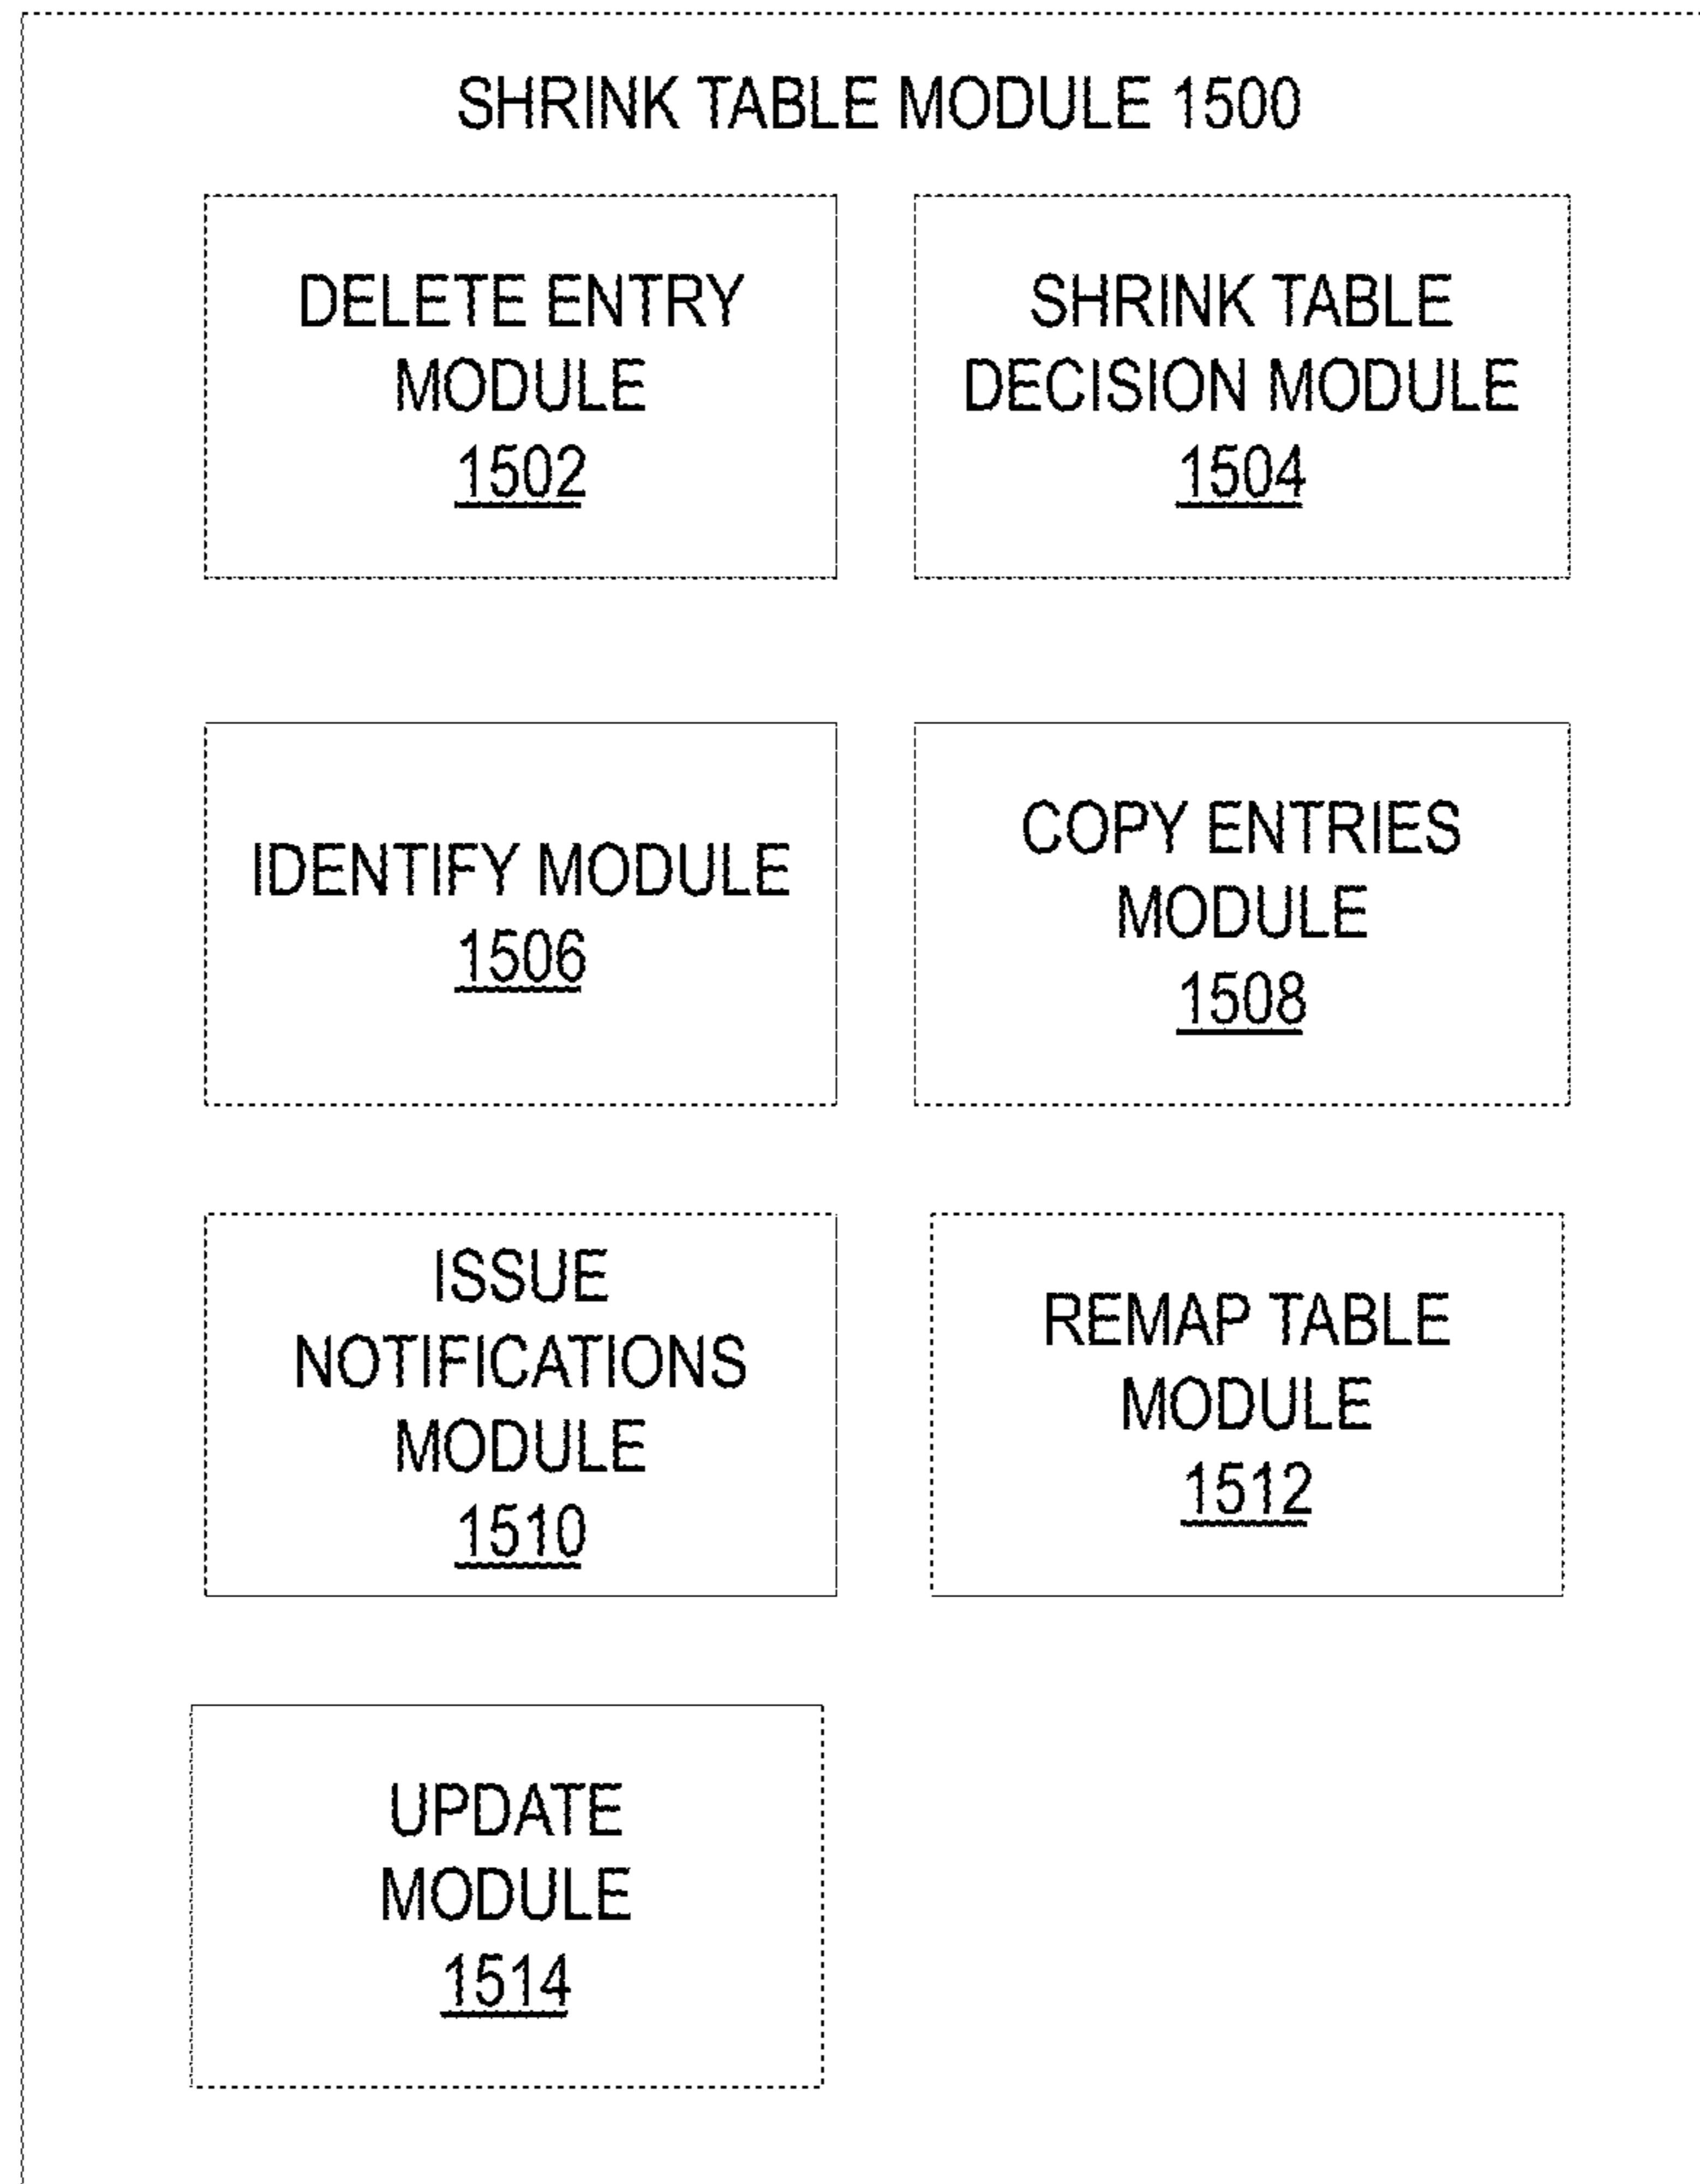 SHRINK TABLE MODULE 1500
DELETE ENTRY
MODULE
1502
SHRINK TABLE
DECISION MODULE
1504
IDENTIFY MODULE
1506
COPY ENTRIES
MODULE
1508
ISSUE
NOTIFICATIONS
MODULE
1510
REMAP TABLE
MODULE
1512
UPDATE
MODULE
1514